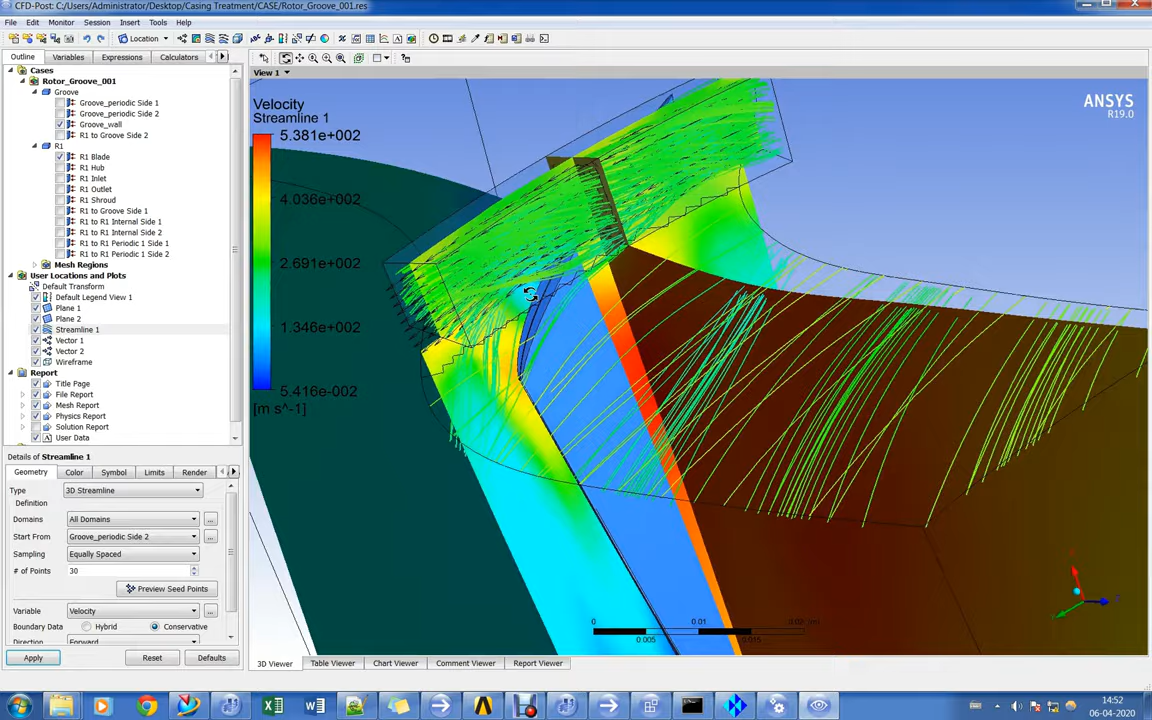 CFD-Post: C:/Users/Administrator/Desktop/Casing Treatment/CASE/Rotor_Groove_001.res
File Edit Monitor Session Insert Tools Help
Location
Outline Variables Expressions Calculators
View 1
Cases
Rotor_Groove_001
Groove
Groove_periodic Side 1
Groove_periodic Side 2
Groove_wall
R1 to Groove Side 2
R1
R1 Blade
R1 Hub
R1 Inlet
R1 Outlet
R1 Shroud
R1 to Groove Side 1
R1 to R1 Internal Side 1
R1 to R1 Internal Side 2
R1 to R1 Periodic 1 Side 1
R1 to R1 Periodic 1 Side 2
Mesh Regions
User Locations and Plots
Default Transform
Default Legend View 1
Plane 1
Plane 2
Streamline 1
Vector 1
Vector 2
Wireframe
Report
Title Page
File Report
Mesh Report
Physics Report
Solution Report
User Data
Details of Streamline 1
Geometry Color Symbol Limits Render
Type 3D Streamline
Definition
Domains All Domains ...
Start From Groove_periodic Side 2 ...
Sampling Equally Spaced
# of Points 30
Preview Seed Points
Variable Velocity ...
Boundary Data Hybrid Conservative
Direction Forward
Apply Reset Defaults
Velocity
Streamline 1
5.381e+002
4.036e+002
2.691e+002
1.346e+002
5.416e-002
[m s^-1]
ANSYS
R19.0
0 0.01 0.02
0.005 0.015
3D Viewer Table Viewer Chart Viewer Comment Viewer Report Viewer
14:52
06-04-2020